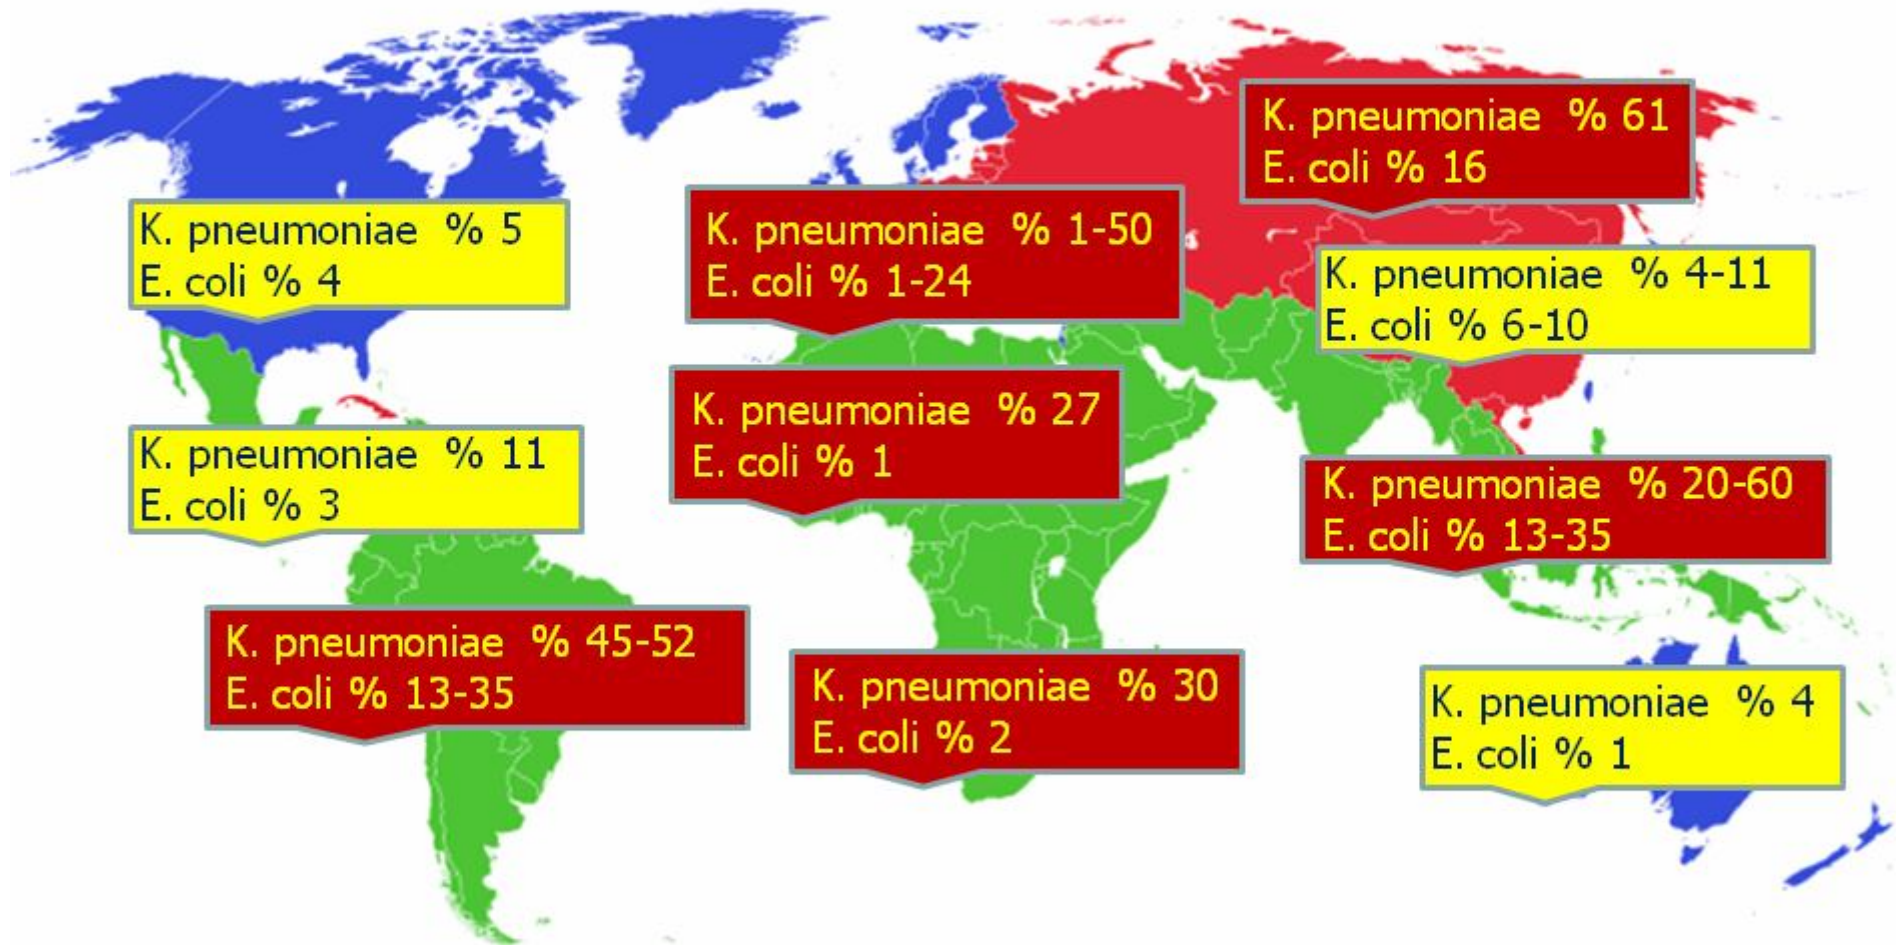 K. pneumoniae % 61
E. coli % 16
K. pneumoniae % 5
E. coli % 4
K. pneumoniae % 1-50
E. coli % 1-24
K. pneumoniae % 4-11
E. coli % 6-10
K. pneumoniae % 27
E. coli % 1
K. pneumoniae % 11
E. coli % 3
K. pneumoniae % 20-60
E. coli % 13-35
K. pneumoniae % 45-52
E. coli % 13-35
K. pneumoniae % 30
E. coli % 2
K. pneumoniae % 4
E. coli % 1